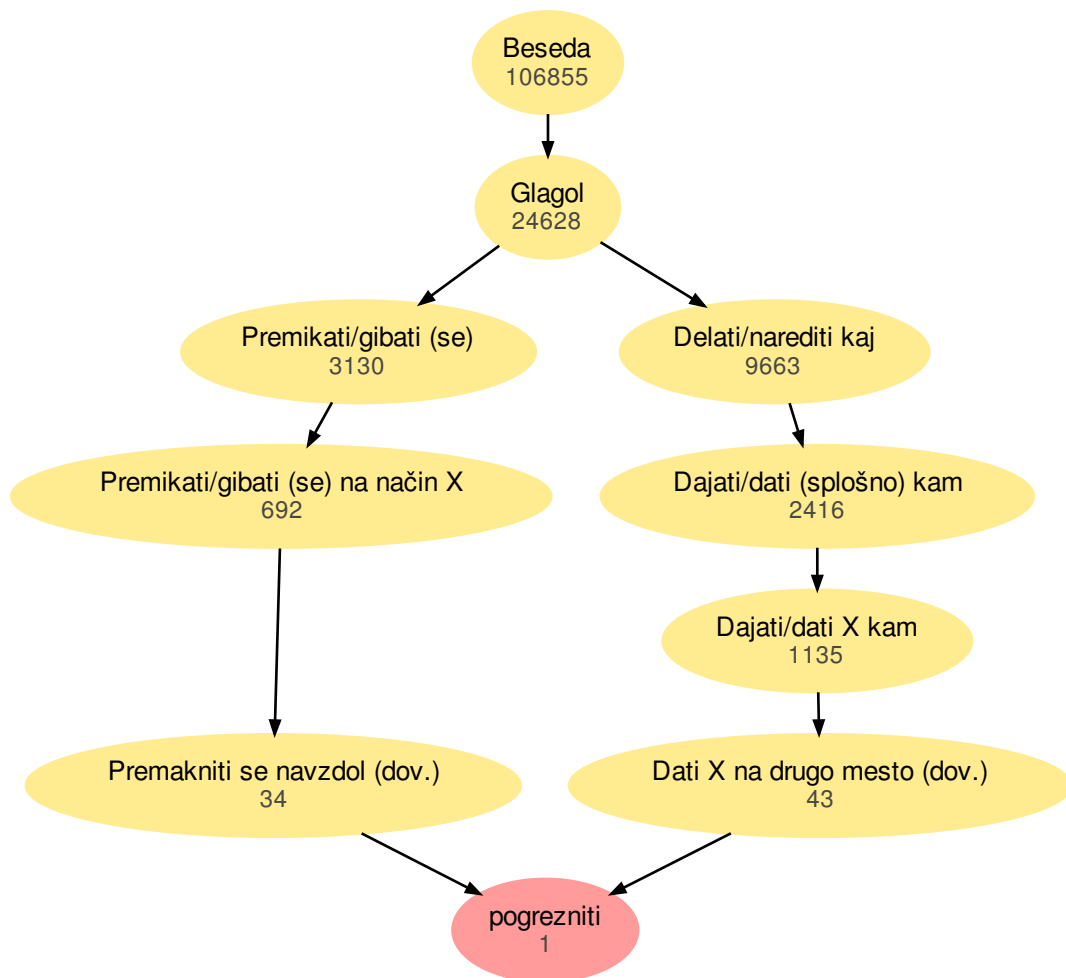 Beseda
106855
Glagol
24628
Premikati/gibati (se)
3130
Delati/narediti kaj
9663
Premikati/gibati (se) na način X
692
Dajati/dati (splošno) kam
2416
Dajati/dati X kam
1135
Premakniti se navzdol (dov.)
34
Dati X na drugo mesto (dov.)
43
pogrezniti
1